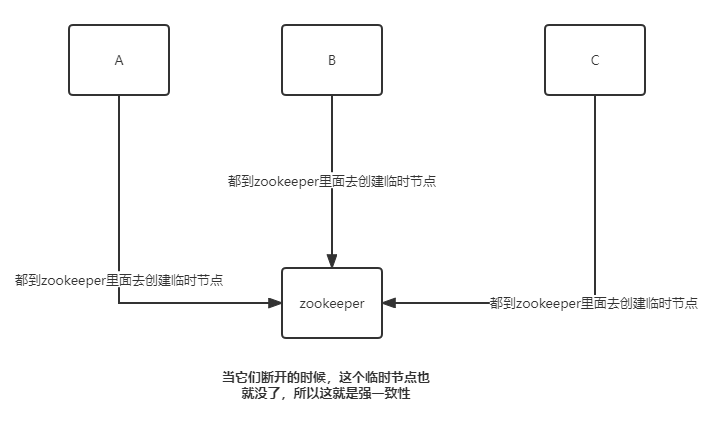 A
B
C
都到zookeeper里面去创建临时节点
都到zookeeper里面去创建临时节点
zookeeper
都到zookeeper里面去创建临时节点
当它们断开的时候，这个临时节点也
就没了，所以这就是强一致性